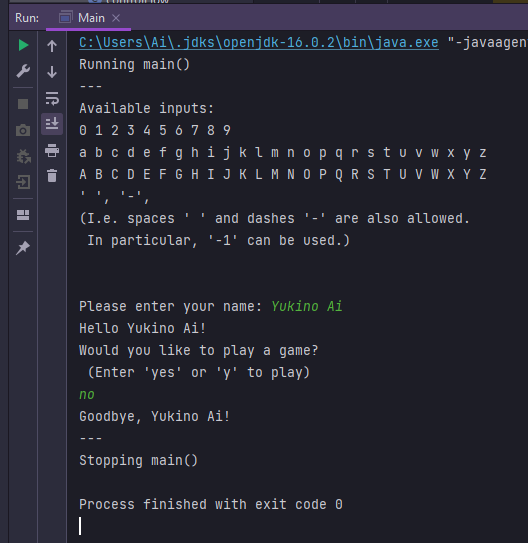 Run: Main
C:\Users\Ai\.jdks\openjdk-16.0.2\bin\java.exe "-javaagen
Running main()
---
Available inputs:
0 1 2 3 4 5 6 7 8 9
a b c d e f g h i j k l m n o p q r s t u v w x y z
A B C D E F G H I J K L M N O P Q R S T U V W X Y Z
' ', '-',
(I.e. spaces ' ' and dashes '-' are also allowed.
 In particular, '-1' can be used.)
Please enter your name: Yukino Ai
Hello Yukino Ai!
Would you like to play a game?
 (Enter 'yes' or 'y' to play)
no
Goodbye, Yukino Ai!
---
Stopping main()
Process finished with exit code 0